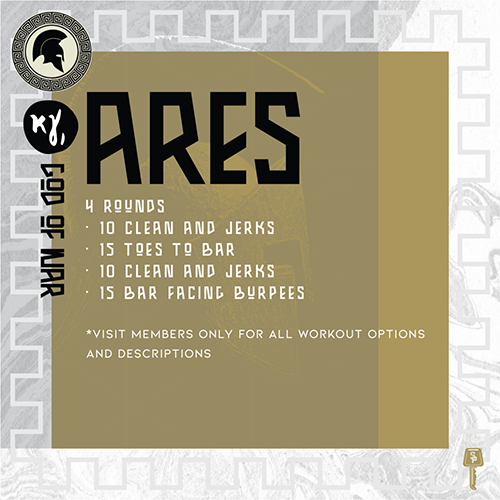 ARES
GOD OF WAR
4 ROUNDS
· 10 CLEAN AND JERKS
· 15 TOES TO BAR
· 10 CLEAN AND JERKS
· 15 BAR FACING BURPEES
*VISIT MEMBERS ONLY FOR ALL WORKOUT OPTIONS
AND DESCRIPTIONS